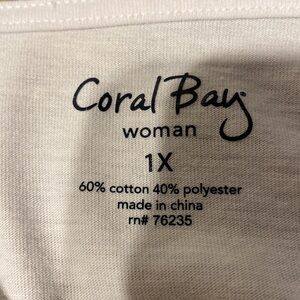 Coral Bay
woman
1X
60% cotton 40% polyester
made in china
rn# 76235